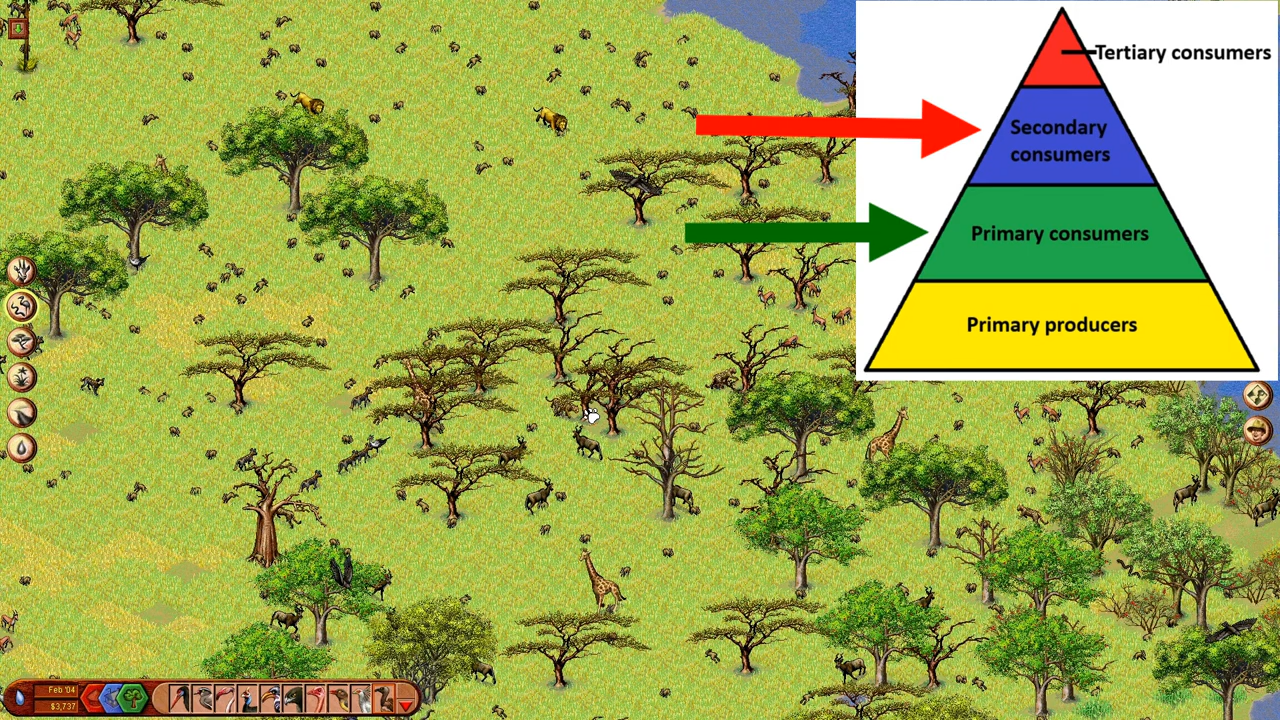 Tertiary consumers
Secondary
consumers
Primary consumers
Primary producers
Feb '04
$3,737